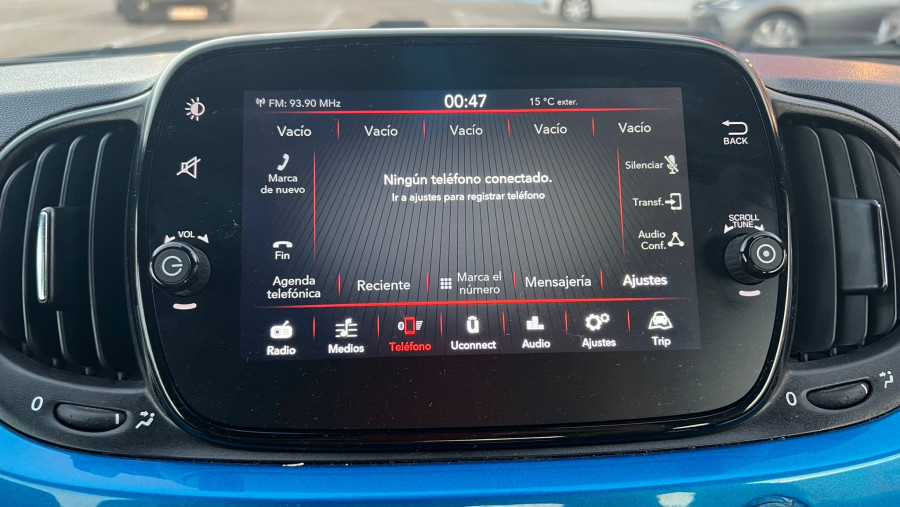 FM: 93.90 MHz 00:47 15 °C exter.
Vacío Vacío Vacío Vacío Vacío
BACK
Marca
de nuevo
Ningún teléfono conectado.
Ir a ajustes para registrar teléfono
Silenciar
Transf.
Audio
Conf.
VOL
SCROLL
TUNE
Fin
Agenda
telefónica
Reciente
Marca el
número
Mensajería
Ajustes
Radio Medios Teléfono Uconnect Audio Ajustes Trip
0
0